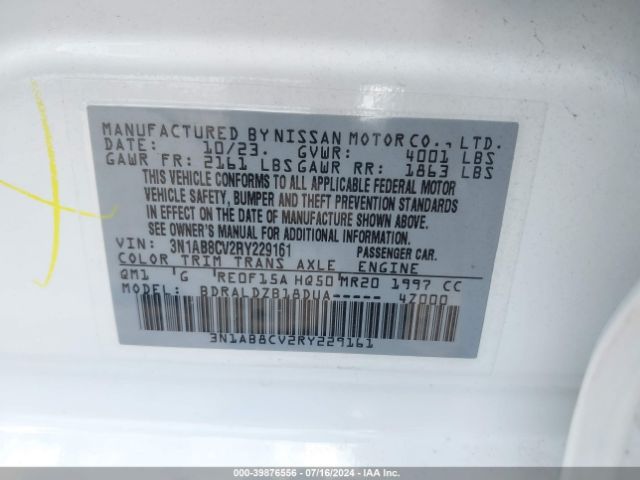 MANUFACTURED BY NISSAN MOTOR CO., LTD.
DATE: 10/23. GVWR: 4001 LBS
GAWR FR: 2161 LBS GAWR RR: 1863 LBS
THIS VEHICLE CONFORMS TO ALL APPLICABLE FEDERAL MOTOR
VEHICLE SAFETY, BUMPER AND THEFT PREVENTION STANDARDS
IN EFFECT ON THE DATE OF MANUFACTURE SHOWN ABOVE.
SEE OWNER'S MANUAL FOR ADDITIONAL INFORMATION.
VIN: 3N1AB8CV2RY229161 PASSENGER CAR.
COLOR TRIM TRANS AXLE ENGINE
QM1 G RE0F15A HQ50 MR20 1997 CC
MODEL: BDRALDZB18DUA----- 4Z000
3N1AB8CV2RY229161
000-39876556 / 07/16/2024 / IAAI.COM